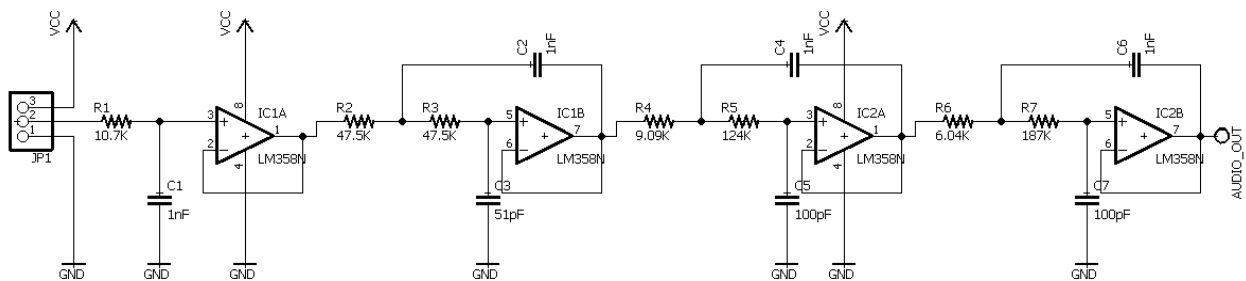 VCC
3
2
1
JP1
GND
R1
10.7K
C1
1nF
GND
VCC
8
3
2
1
4
IC1A
LM358N
GND
R2
47.5K
R3
47.5K
C2
1nF
C3
51pF
GND
5
6
7
IC1B
LM358N
R4
9.09K
R5
124K
C4
1nF
C5
100pF
GND
VCC
8
3
2
1
4
IC2A
LM358N
GND
R6
6.04K
R7
187K
C6
1nF
C7
100pF
GND
5
6
7
IC2B
LM358N
AUDIO_OUT